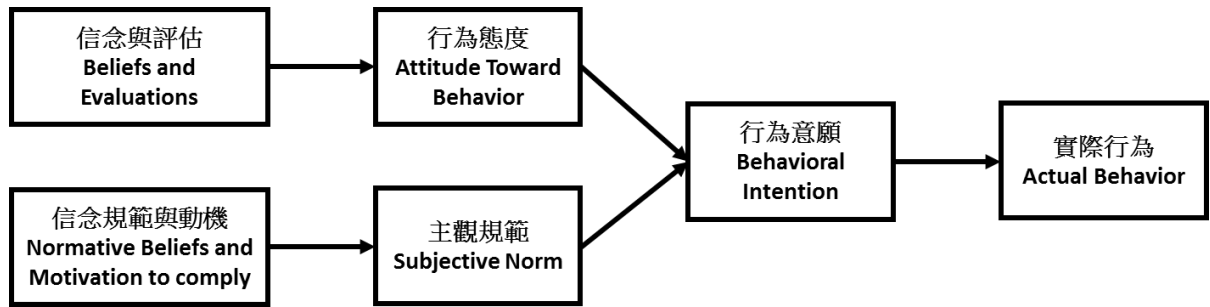 信念與評估
Beliefs and
Evaluations
行為態度
Attitude Toward
Behavior
信念規範與動機
Normative Beliefs and
Motivation to comply
主觀規範
Subjective Norm
行為意願
Behavioral
Intention
實際行為
Actual Behavior